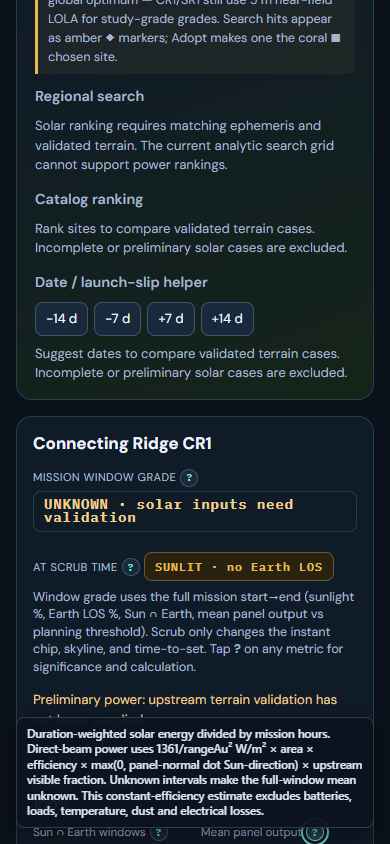 global optimum — CR1/SR1 still use 5 m near-field
LOLA for study-grade grades. Search hits appear
as amber ◆ markers; Adopt makes one the coral ■
chosen site.
Regional search
Solar ranking requires matching ephemeris and
validated terrain. The current analytic search grid
cannot support power rankings.
Catalog ranking
Rank sites to compare validated terrain cases.
Incomplete or preliminary solar cases are excluded.
Date / launch-slip helper
−14 d −7 d +7 d +14 d
Suggest dates to compare validated terrain cases.
Incomplete or preliminary solar cases are excluded.
Connecting Ridge CR1
MISSION WINDOW GRADE ?
UNKNOWN · solar inputs need
validation
AT SCRUB TIME ? SUNLIT · no Earth LOS
Window grade uses the full mission start→end (sunlight
%, Earth LOS %, Sun ∩ Earth, mean panel output vs
planning threshold). Scrub only changes the instant
chip, skyline, and time-to-set. Tap ? on any metric for
significance and calculation.
Preliminary power: upstream terrain validation has
Duration-weighted solar energy divided by mission hours.
Direct-beam power uses 1361/rangeAu² W/m² × area ×
efficiency × max(0, panel-normal dot Sun-direction) × upstream
visible fraction. Unknown intervals make the full-window mean
unknown. This constant-efficiency estimate excludes batteries,
loads, temperature, dust and electrical losses.
Sun ∩ Earth windows ? Mean panel output ?